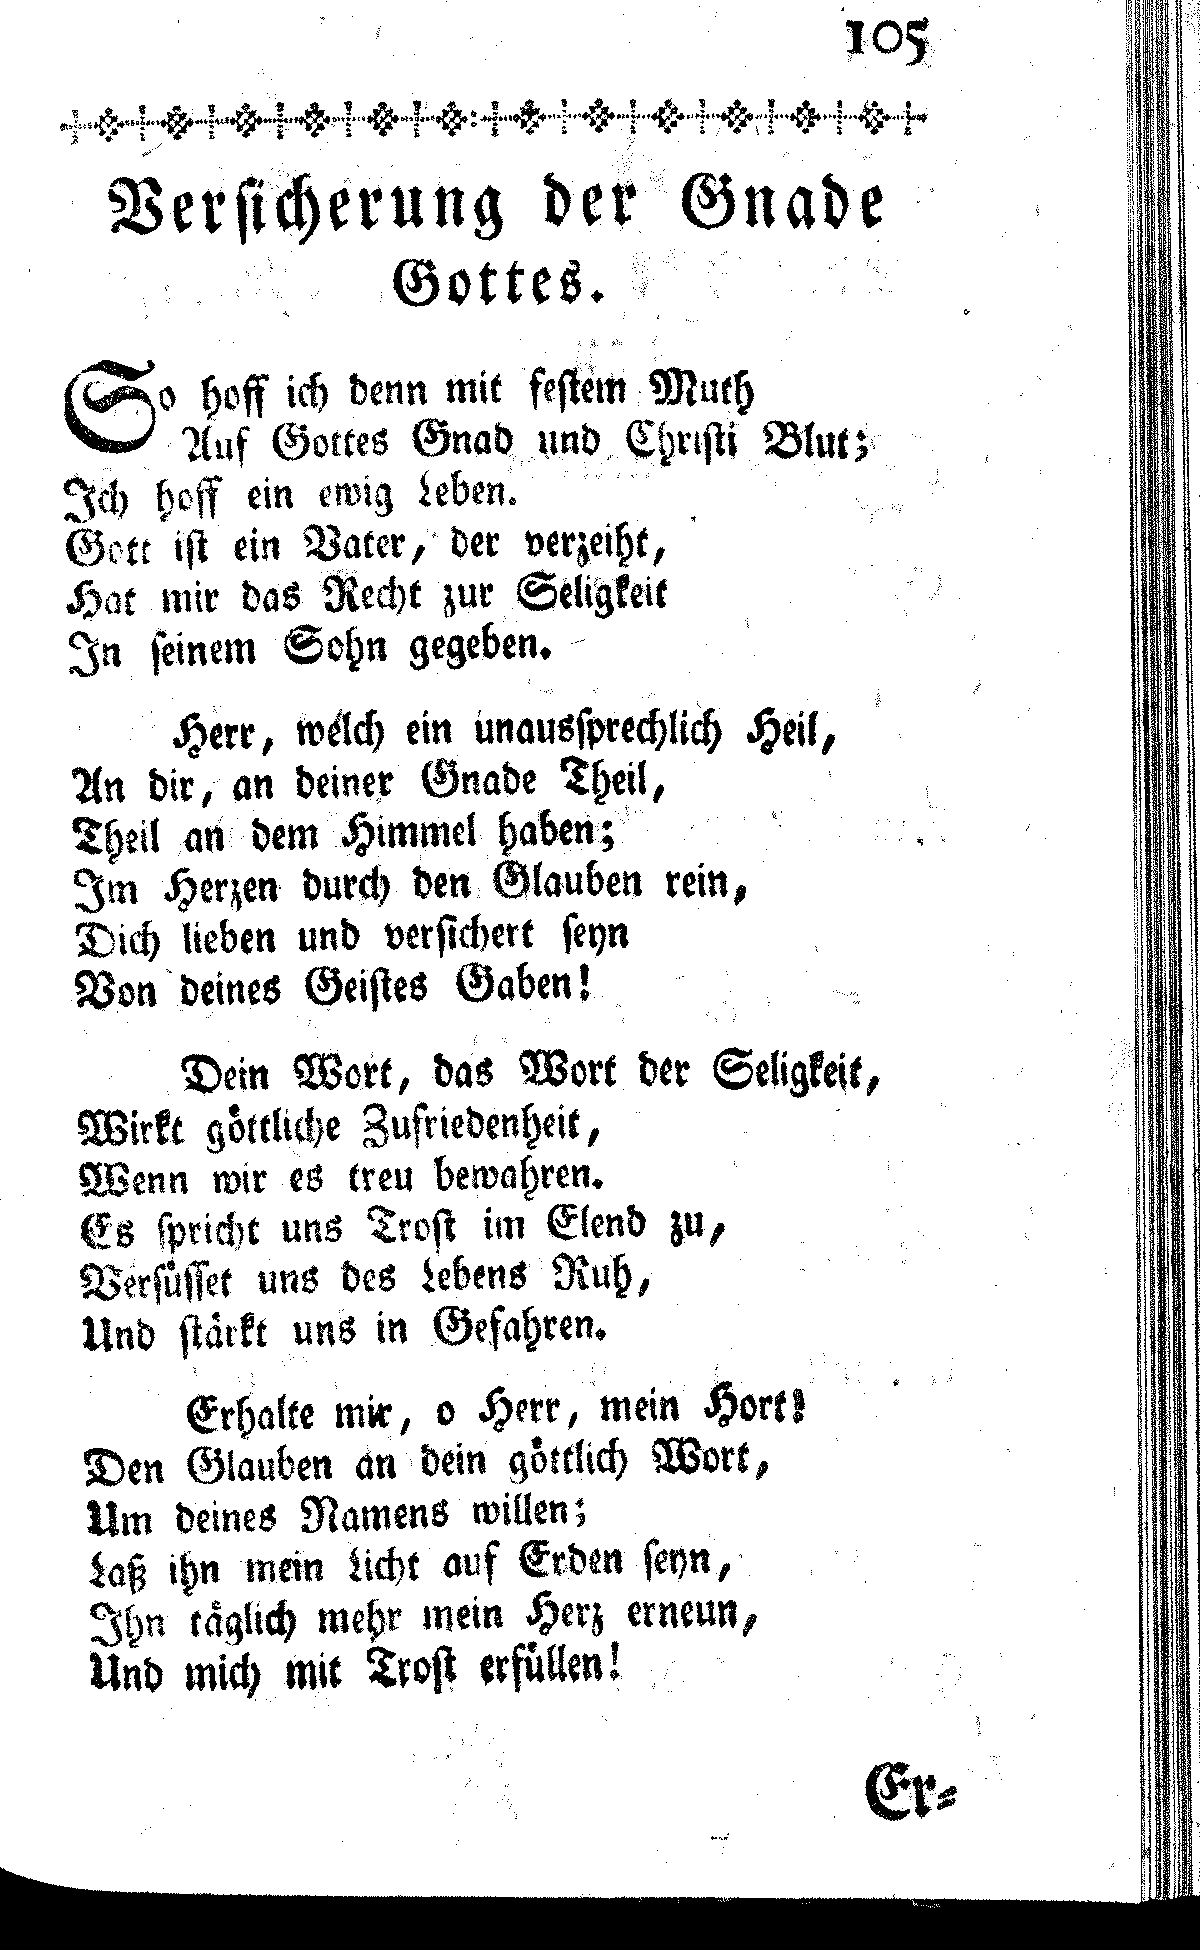 105
Versicherung der Gnade
Gottes.
So hoff ich denn mit festem Muth
Auf Gottes Gnad und Christi Blut;
Ich hoff ein ewig Leben.
Gott ist ein Vater, der verzeiht,
Hat mir das Recht zur Seligkeit
In seinem Sohn gegeben.
Herr, welch ein unaussprechlich Heil,
An dir, an deiner Gnade Theil,
Theil an dem Himmel haben;
Im Herzen durch den Glauben rein,
Dich lieben und versichert seyn
Von deines Geistes Gaben!
Dein Wort, das Wort der Seligkeit,
Wirkt göttliche Zufriedenheit,
Wenn wir es treu bewahren.
Es spricht uns Trost im Elend zu,
Versüsset uns des Lebens Ruh,
Und stärkt uns in Gefahren.
Erhalte mir, o Herr, mein Hort!
Den Glauben an dein göttlich Wort,
Um deines Namens willen;
Laß ihn mein Licht auf Erden seyn,
Ihn täglich mehr mein Herz erneun,
Und mich mit Trost erfüllen!
Er-